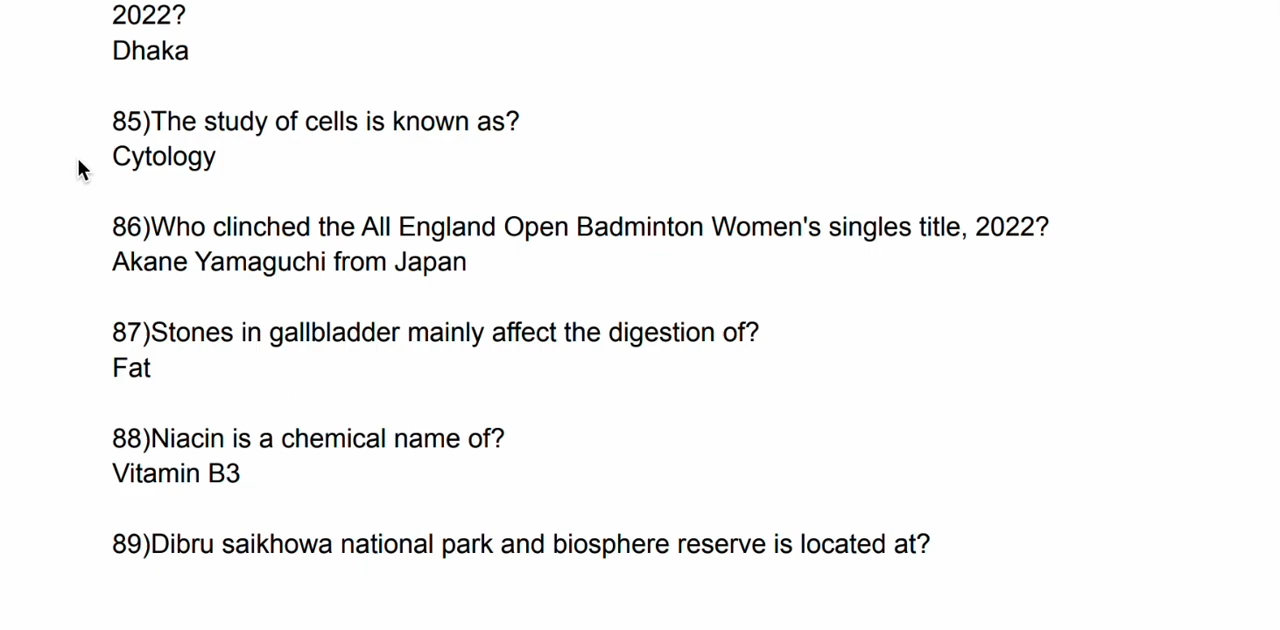 2022?
Dhaka
85)The study of cells is known as?
Cytology
86)Who clinched the All England Open Badminton Women's singles title, 2022?
Akane Yamaguchi from Japan
87)Stones in gallbladder mainly affect the digestion of?
Fat
88)Niacin is a chemical name of?
Vitamin B3
89)Dibru saikhowa national park and biosphere reserve is located at?